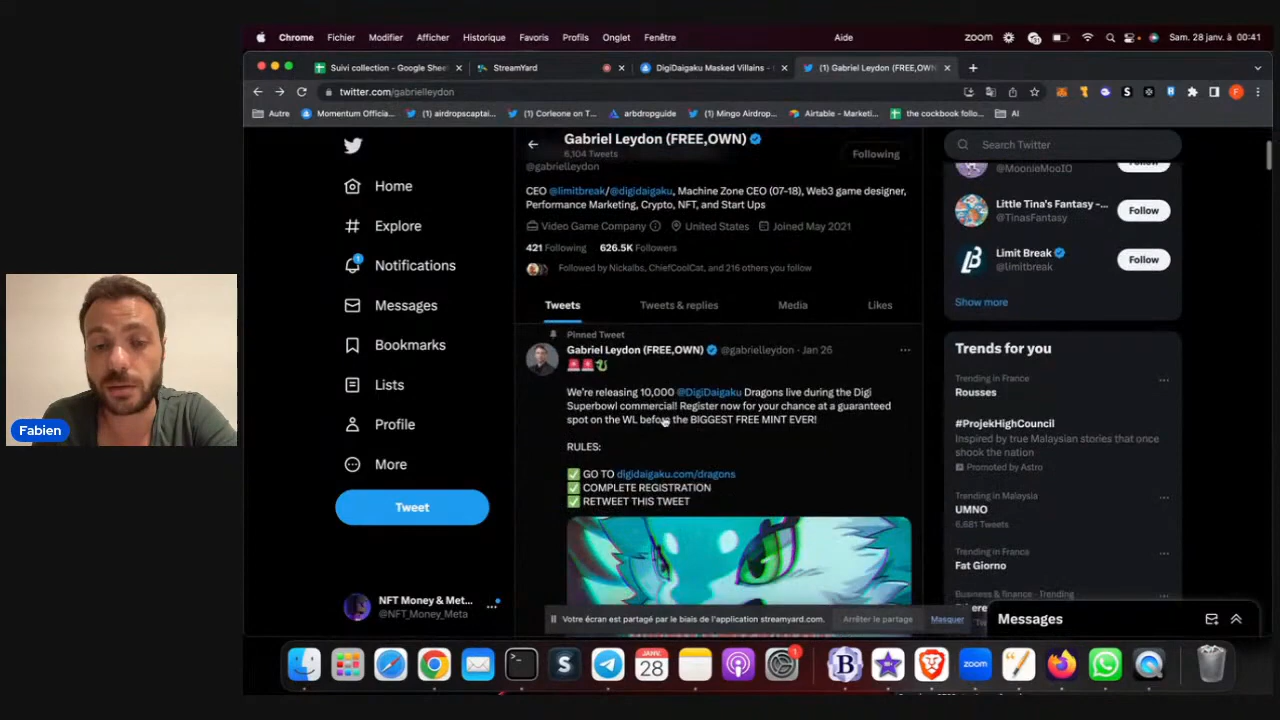 Chrome Fichier Modifier Afficher Historique Favoris Profils Onglet Fenêtre Aide zoom Sam. 28 janv. à 00:41
Suivi collection - Google Shee StreamYard DigiDaigaku Masked Villains - (1) Gabriel Leydon (FREE,OWN
twitter.com/gabrielleydon
Autre Momentum Officia... (1) airdropscaptai... (1) Corleone on T... arbdropguide (1) Mingo Airdrop... Airtable - Marketi... the cookbook follo... AI
Gabriel Leydon (FREE,OWN)
6,104 Tweets
Following
@gabrielleydon
CEO @limitbreak/@digidaigaku, Machine Zone CEO (07-18), Web3 game designer,
Performance Marketing, Crypto, NFT, and Start Ups
Video Game Company United States Joined May 2021
421 Following 626.5K Followers
Followed by Nickalbs, ChiefCoolCat, and 216 others you follow
Tweets Tweets & replies Media Likes
Pinned Tweet
Gabriel Leydon (FREE,OWN) @gabrielleydon · Jan 26
We're releasing 10,000 @DigiDaigaku Dragons live during the Digi
Superbowl commercial! Register now for your chance at a guaranteed
spot on the WL before the BIGGEST FREE MINT EVER!
RULES:
GO TO digidaigaku.com/dragons
COMPLETE REGISTRATION
RETWEET THIS TWEET
Home
Explore
Notifications
1
Messages
Bookmarks
Lists
Profile
More
Tweet
NFT Money & Met...
@NFT_Money_Meta
Search Twitter
@MoonieMooIO
Follow
Little Tina's Fantasy -...
@TinasFantasy
Follow
Limit Break
@limitbreak
Follow
Show more
Trends for you
Trending in France
Rousses
#ProjekHighCouncil
Inspired by true Malaysian stories that once
shook the nation
Promoted by Astro
Trending in Malaysia
UMNO
6,681 Tweets
Trending in France
Fat Giorno
Business & finance · Trending
Messages
Votre écran est partagé par le biais de l'application streamyard.com. Arrêter le partage Masquer
JANV.
28
1
zoom
Fabien